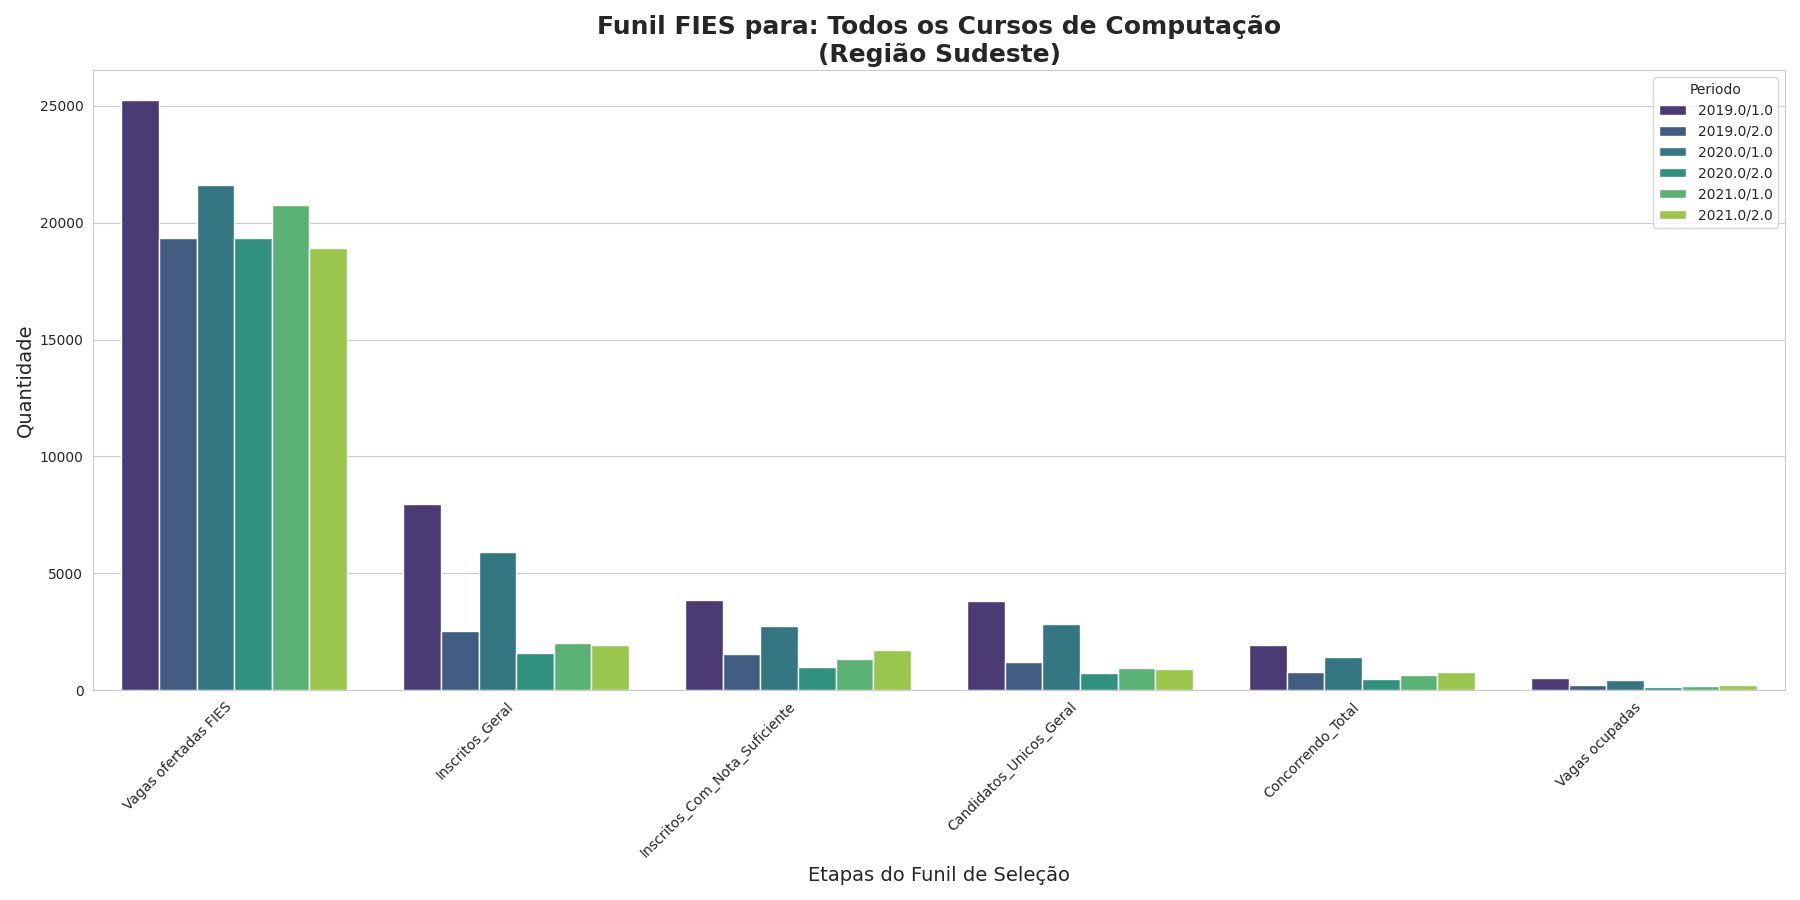 Funil FIES para: Todos os Cursos de Computação
(Região Sudeste)
Quantidade
25000
20000
15000
10000
5000
0
Periodo
2019.0/1.0
2019.0/2.0
2020.0/1.0
2020.0/2.0
2021.0/1.0
2021.0/2.0
Vagas ofertadas FIES
Inscritos_Geral
Inscritos_Com_Nota_Suficiente
Candidatos_Unicos_Geral
Concorrendo_Total
Vagas ocupadas
Etapas do Funil de Seleção